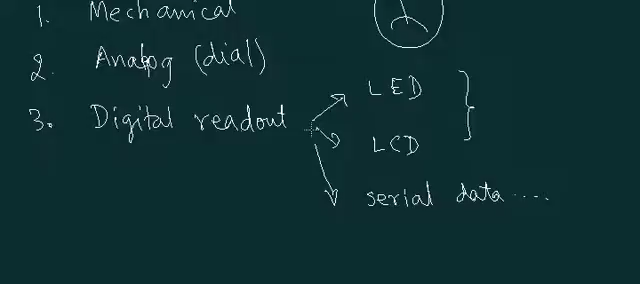 1. Mechanical
2. Analog (dial)
3. Digital readout
LED
LCD
serial data ....